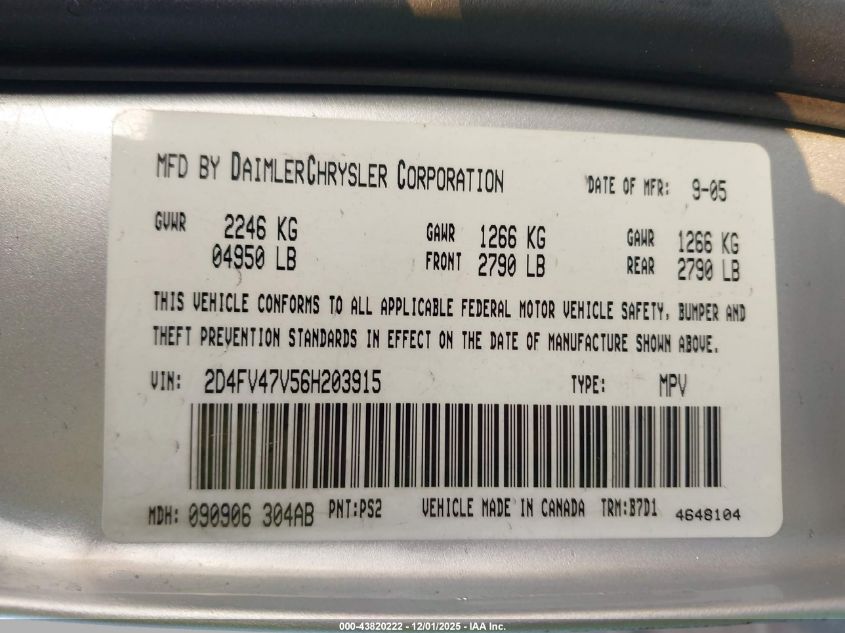 MFD BY DAIMLERCHRYSLER CORPORATION DATE OF MFR: 9-05
GVWR 2246 KG GAWR 1266 KG GAWR 1266 KG
04950 LB FRONT 2790 LB REAR 2790 LB
THIS VEHICLE CONFORMS TO ALL APPLICABLE FEDERAL MOTOR VEHICLE SAFETY, BUMPER AND
THEFT PREVENTION STANDARDS IN EFFECT ON THE DATE OF MANUFACTURE SHOWN ABOVE.
VIN: 2D4FV47V56H203915 TYPE: MPV
MDH: 090906 304AB PNT:PS2 VEHICLE MADE IN CANADA TRM:B7D1 4648104
000-43820222 - 12/01/2025 - IAA Inc.